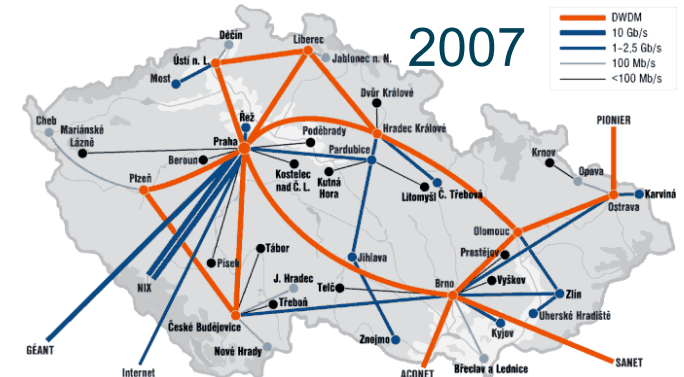 2007
DWDM
10 Gb/s
1-2,5 Gb/s
100 Mb/s
<100 Mb/s
Děčín
Liberec
Ústí n. L.
Jablonec n. N.
Most
Dvůr Králové
Cheb
Mariánské
Lázně
Řež
Praha
Poděbrady
Hradec Králové
PIONIER
Beroun
Pardubice
Krnov
Opava
Plzeň
Kostelec
nad Č. L.
Kutná
Hora
Litomyšl
Č. Třebová
Karviná
Ostrava
Olomouc
Písek
Tábor
Jihlava
Prostějov
NIX
J. Hradec
Telč
Brno
Vyškov
Zlín
Třeboň
České Budějovice
Uherské Hradiště
GÉANT
Nové Hrady
Znojmo
Kyjov
Internet
ACONET
Břeclav a Lednice
SANET